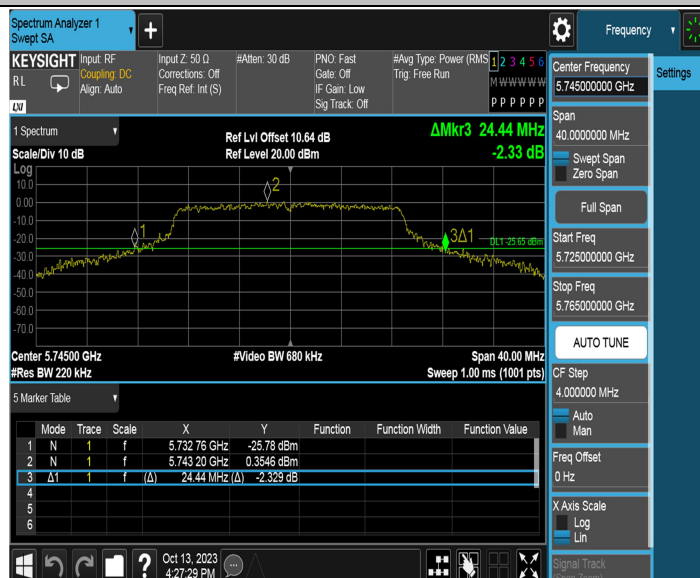 Spectrum Analyzer 1
Swept SA
+
Frequency
KEYSIGHT
RL
LXI
Input: RF
Coupling: DC
Align: Auto
Input Z: 50 Ω
Corrections: Off
Freq Ref: Int (S)
#Atten: 30 dB
PNO: Fast
Gate: Off
IF Gain: Low
Sig Track: Off
#Avg Type: Power (RMS
Trig: Free Run
1 2 3 4 5 6
M W W W W W
P P P P P P
1 Spectrum
Scale/Div 10 dB
Ref Lvl Offset 10.64 dB
Ref Level 20.00 dBm
ΔMkr3 24.44 MHz
-2.33 dB
Log
10.0
0.00
-10.0
-20.0
-30.0
-40.0
-50.0
-60.0
-70.0
1
2
3Δ1
DL1 -25.65 dBm
Center 5.74500 GHz
#Res BW 220 kHz
#Video BW 680 kHz
Span 40.00 MHz
Sweep 1.00 ms (1001 pts)
5 Marker Table
Mode Trace Scale X Y Function Function Width Function Value
1 N 1 f 5.732 76 GHz -25.78 dBm
2 N 1 f 5.743 20 GHz 0.3546 dBm
3 Δ1 1 f (Δ) 24.44 MHz (Δ) -2.329 dB
4
5
6
?
Oct 13, 2023
4:27:29 PM
Center Frequency
5.745000000 GHz
Settings
Span
40.0000000 MHz
Swept Span
Zero Span
Full Span
Start Freq
5.725000000 GHz
Stop Freq
5.765000000 GHz
AUTO TUNE
CF Step
4.000000 MHz
Auto
Man
Freq Offset
0 Hz
X Axis Scale
Log
Lin
Signal Track
(Span Zoom)